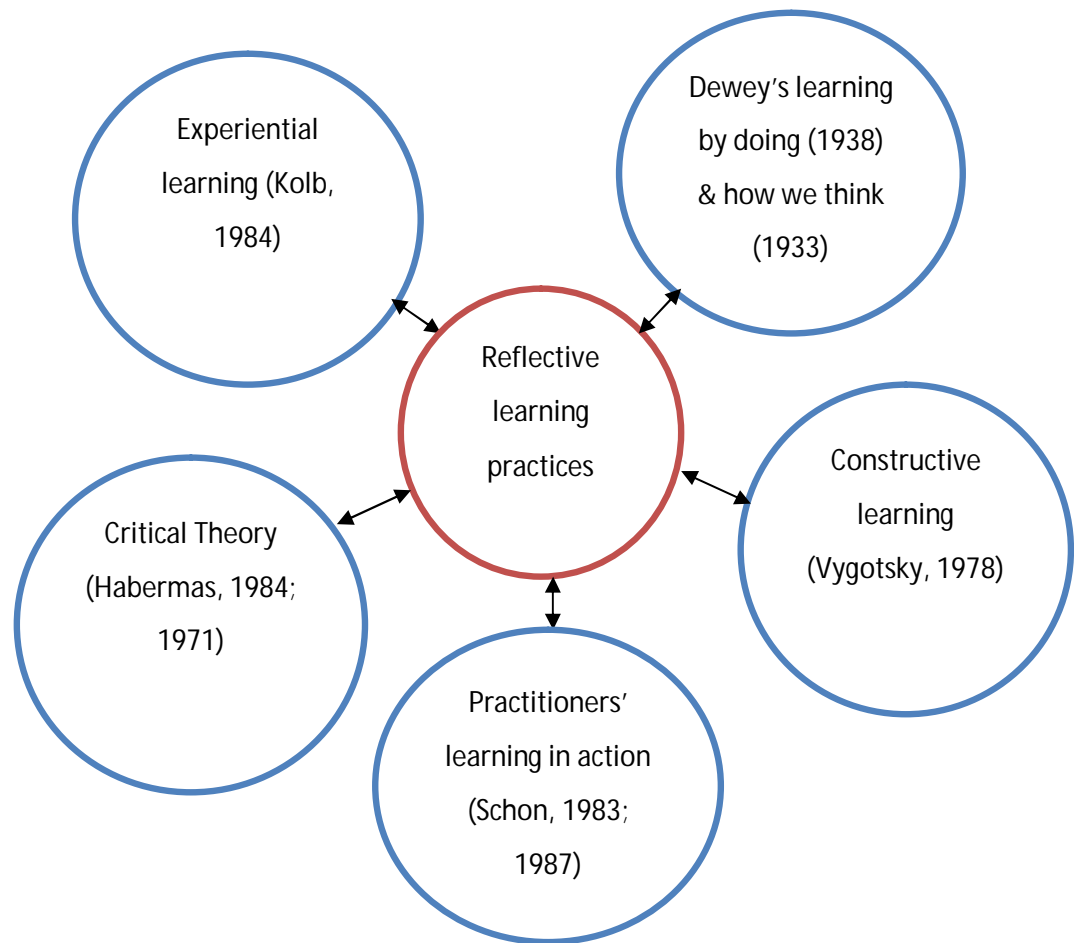 Experiential
learning (Kolb,
1984)
Dewey’s learning
by doing (1938)
& how we think
(1933)
Reflective
learning
practices
Constructive
learning
(Vygotsky, 1978)
Critical Theory
(Habermas, 1984;
1971)
Practitioners’
learning in action
(Schon, 1983;
1987)